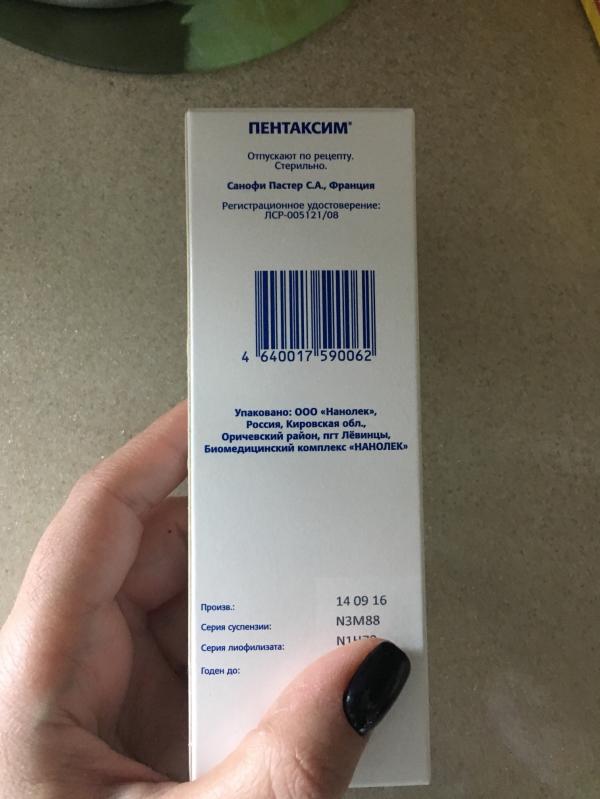 ПЕНТАКСИМ®
Отпускают по рецепту.
Стерильно.
Санофи Пастер С.А., Франция
Регистрационное удостоверение:
ЛСР-005121/08
4 640017 590062
Упаковано: ООО «Нанолек»,
Россия, Кировская обл.,
Оричевский район, пгт Лёвинцы,
Биомедицинский комплекс «НАНОЛЕК»
Произв.: 14 09 16
Серия суспензии: N3M88
Серия лиофилизата:
Годен до: